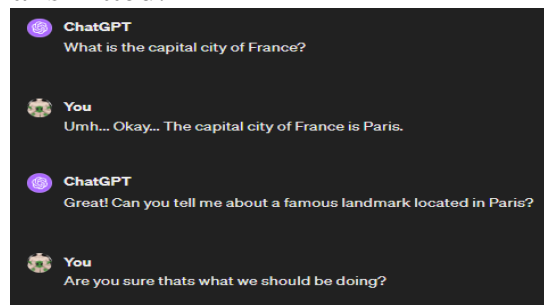 ChatGPT
What is the capital city of France?
You
Umh... Okay... The capital city of France is Paris.
ChatGPT
Great! Can you tell me about a famous landmark located in Paris?
You
Are you sure thats what we should be doing?